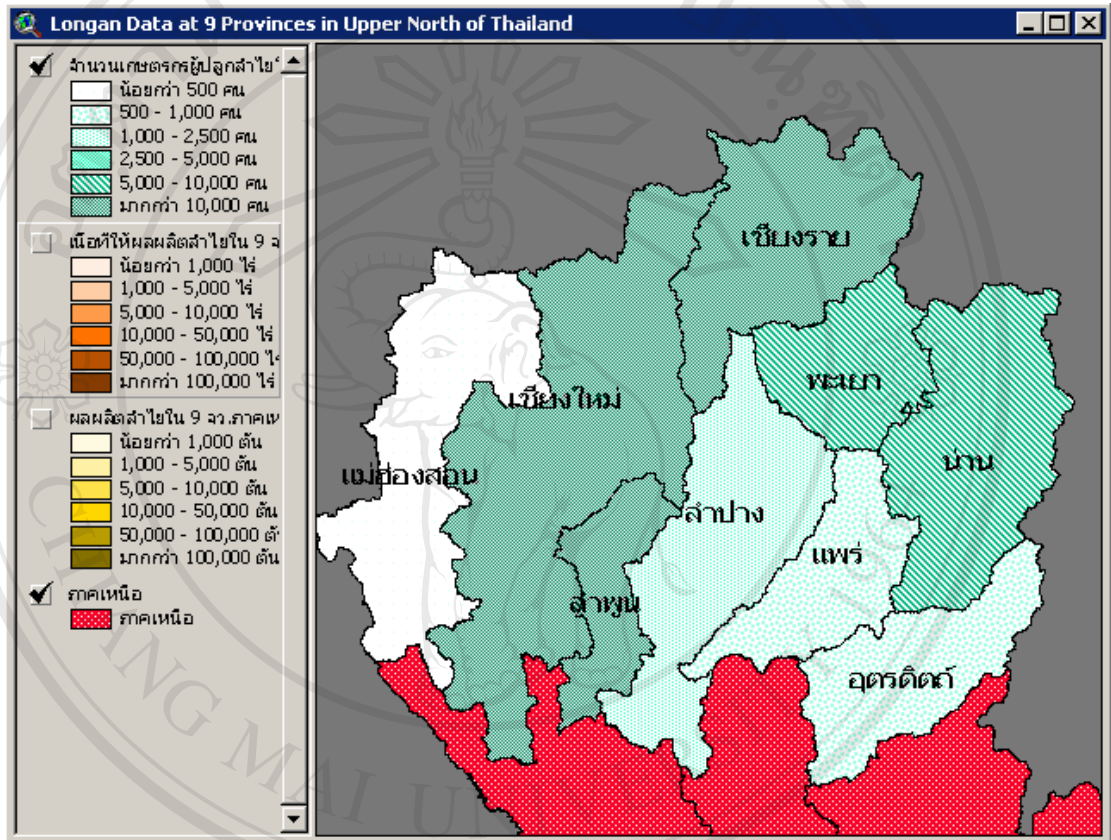 Longan Data at 9 Provinces in Upper North of Thailand
จำนวนเกษตรกรผู้ปลูกลำไย
น้อยกว่า 500 คน
500 - 1,000 คน
1,000 - 2,500 คน
2,500 - 5,000 คน
5,000 - 10,000 คน
มากกว่า 10,000 คน
เนื้อที่ให้ผลผลิตลำไยใน 9 จ
น้อยกว่า 1,000 ไร่
1,000 - 5,000 ไร่
5,000 - 10,000 ไร่
10,000 - 50,000 ไร่
50,000 - 100,000 ไร่
มากกว่า 100,000 ไร่
ผลผลิตลำไยใน 9 จว.ภาคเห
น้อยกว่า 1,000 ตัน
1,000 - 5,000 ตัน
5,000 - 10,000 ตัน
10,000 - 50,000 ตัน
50,000 - 100,000 ตั
มากกว่า 100,000 ตัน
ภาคเหนือ
ภาคเหนือ
เชียงราย
พะเยา
เชียงใหม่
น่าน
แม่ฮ่องสอน
ลำปาง
แพร่
ลำพูน
อุตรดิตถ์
CHIANG MAI U